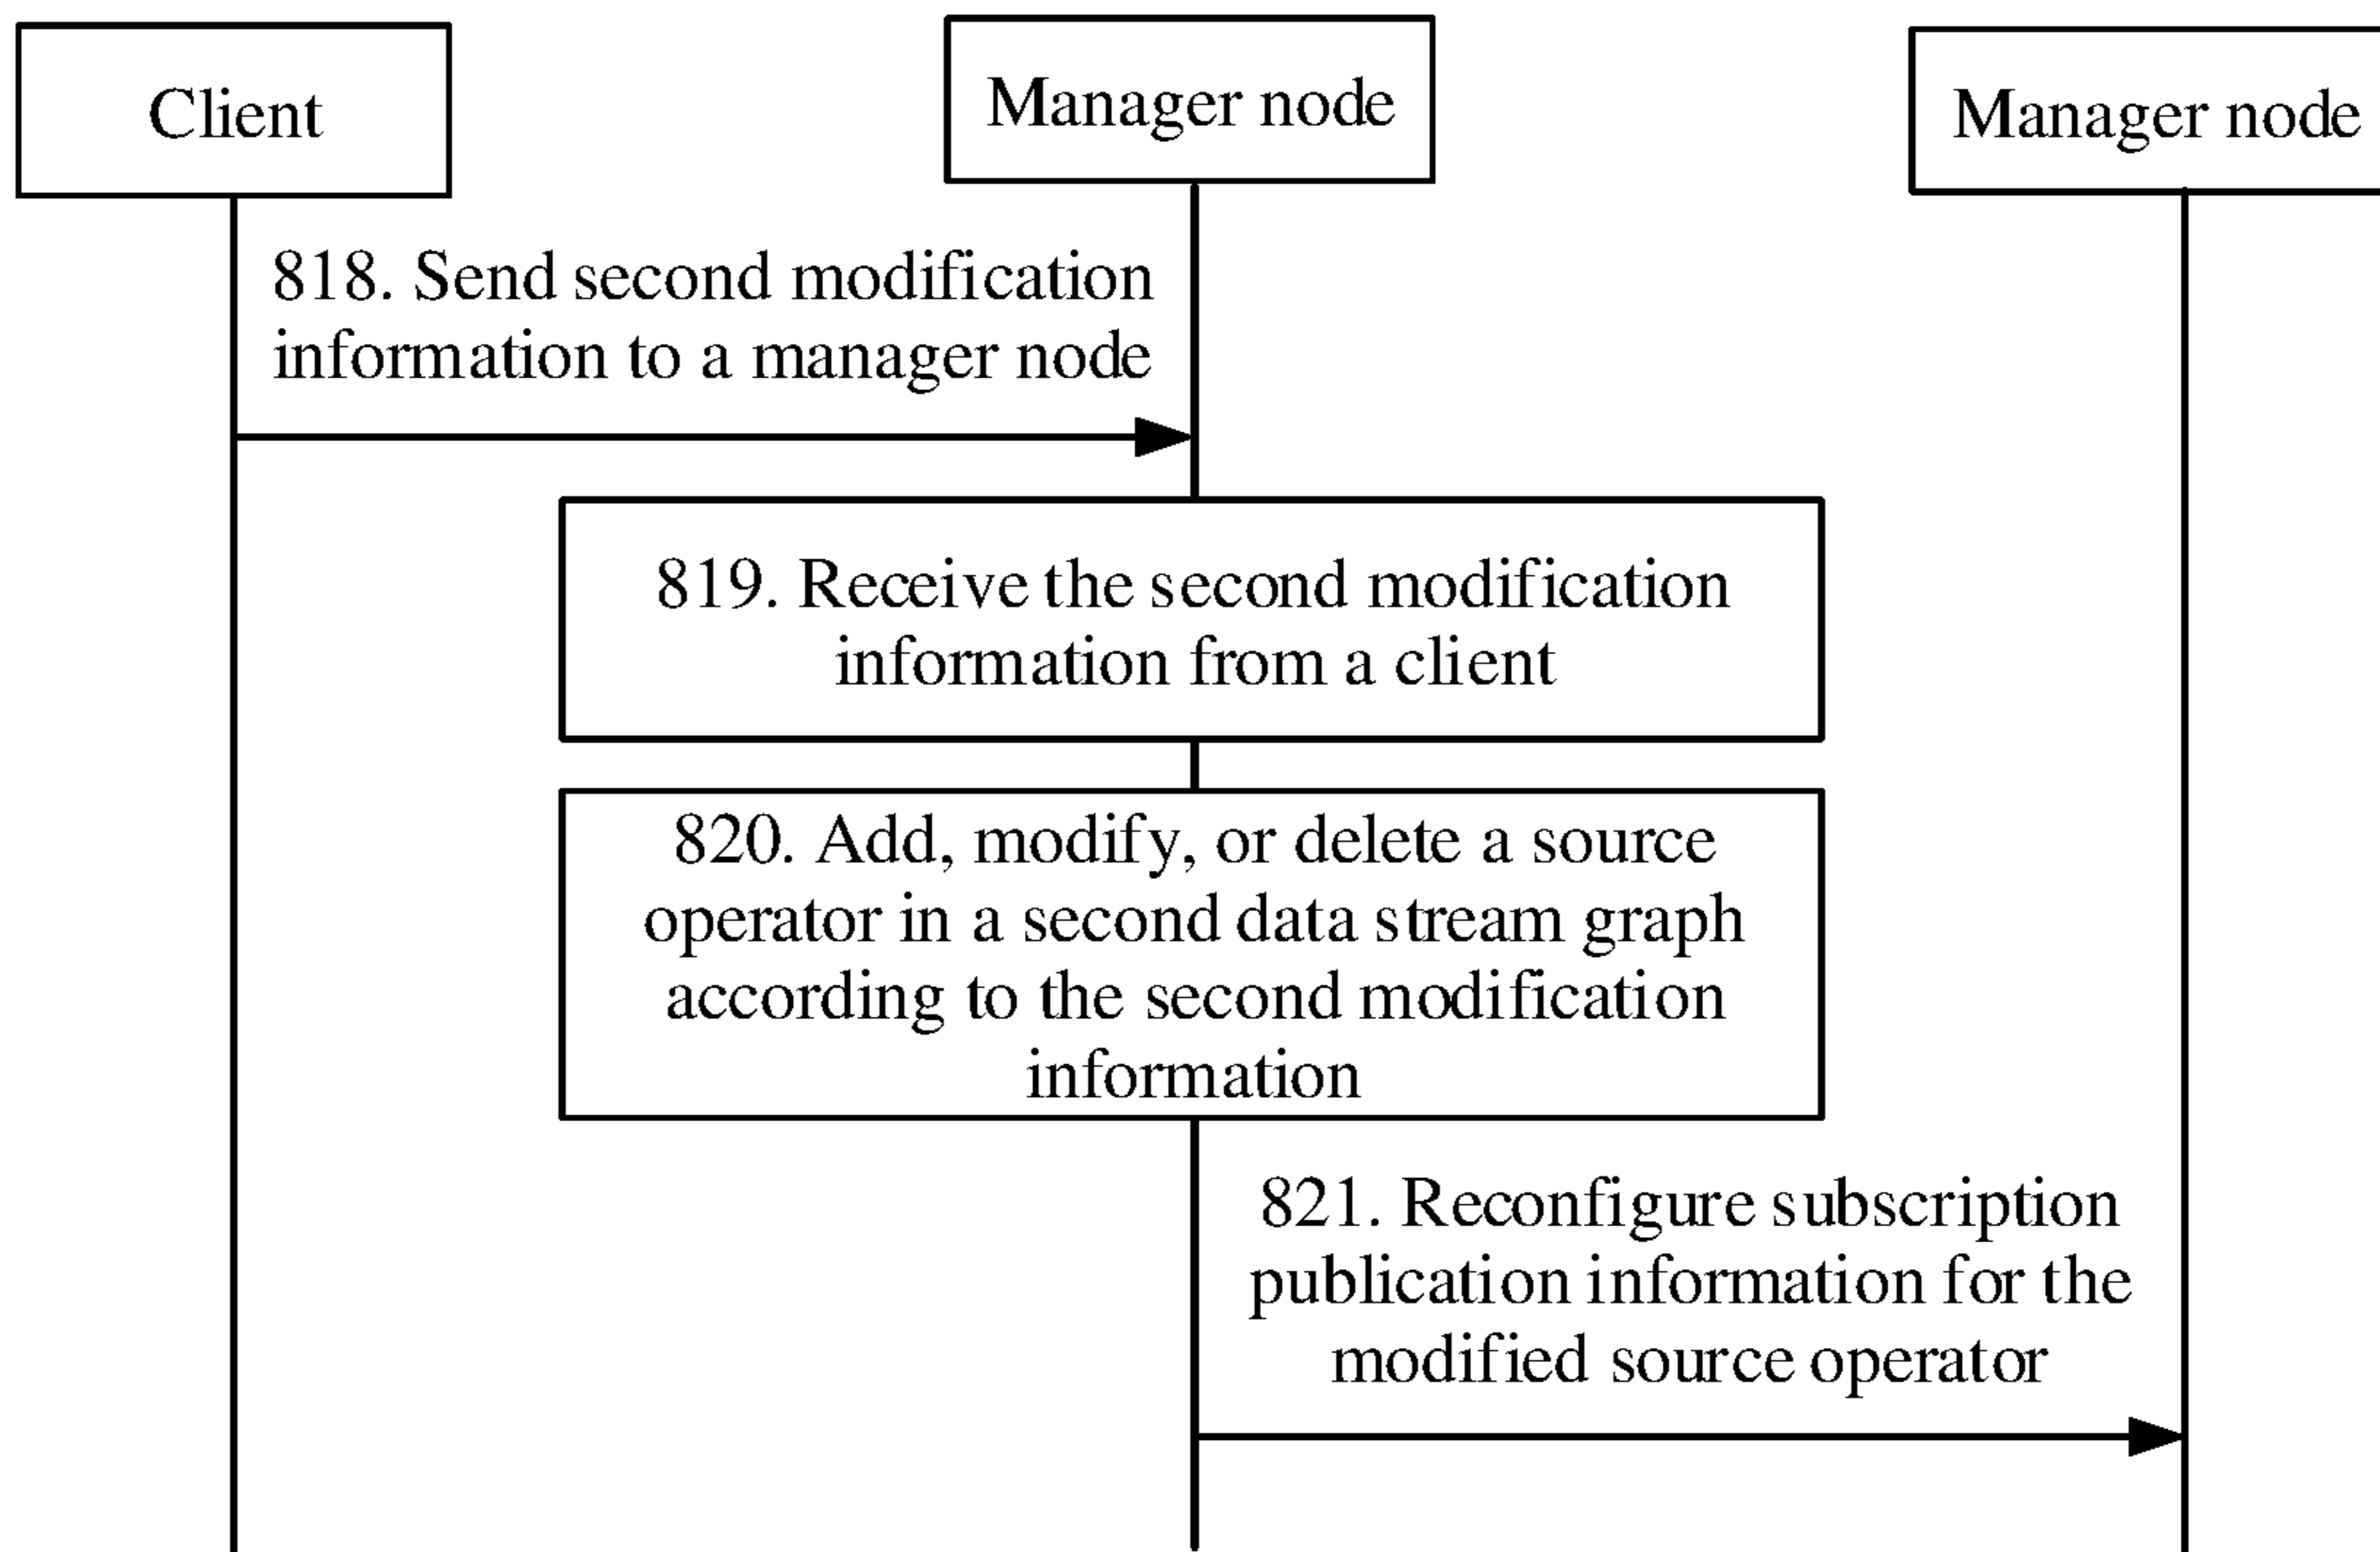 Client
Manager node
Manager node
818. Send second modification
information to a manager node
819. Receive the second modification
information from a client
820. Add, modify, or delete a source
operator in a second data stream graph
according to the second modification
information
821. Reconfigure subscription
publication information for the
modified source operator